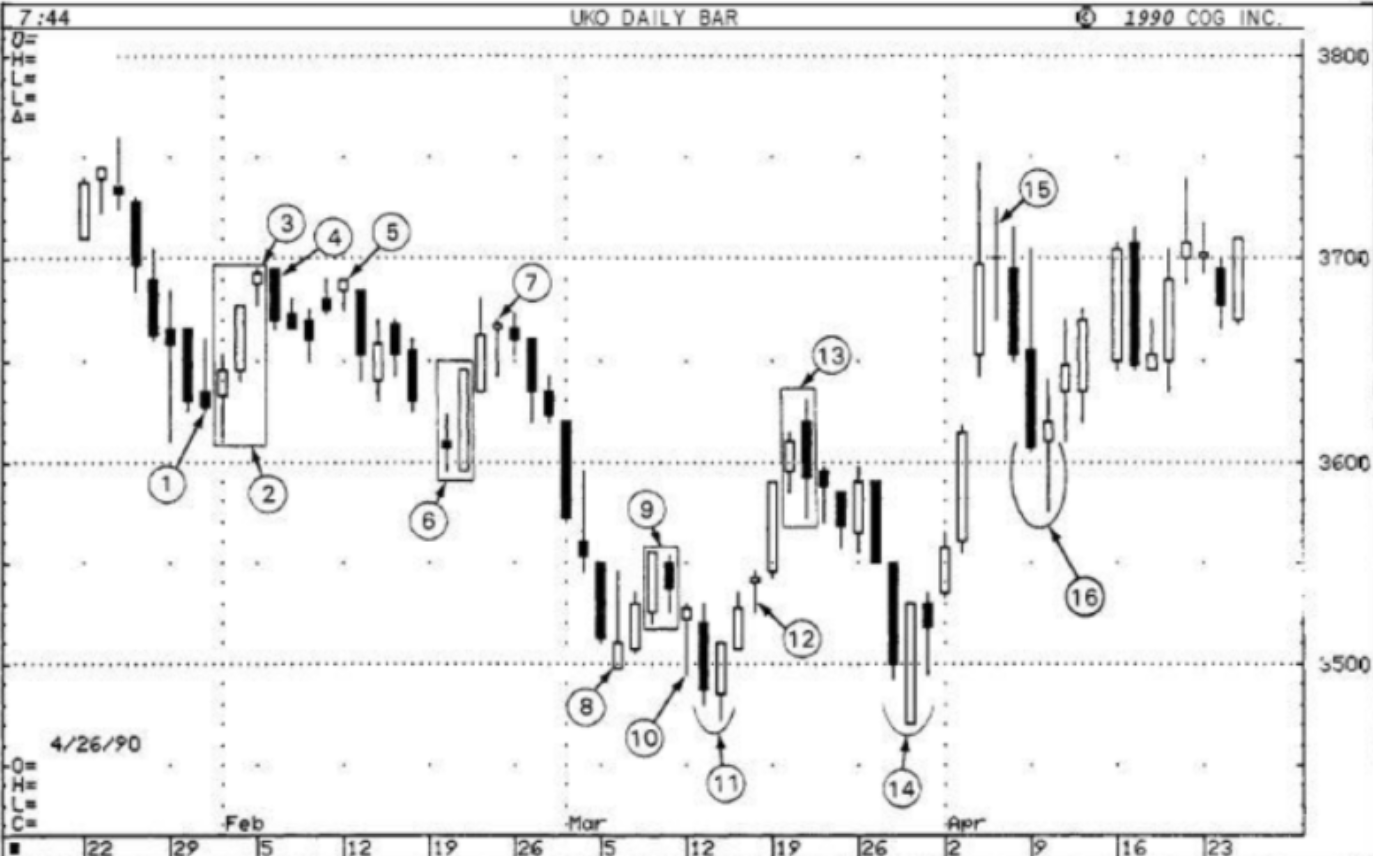 7:44 UKO DAILY BAR © 1990 COG INC.
O=
H=
L=
L=
Δ=
3800
15
3 4 5
3700
7
13
3600
1 2 6 9
16
12
3500
8 10
11 14
4/26/90
O=
H=
L=
C=
Feb Mar Apr
22 29 5 12 19 26 5 12 19 26 2 9 16 23